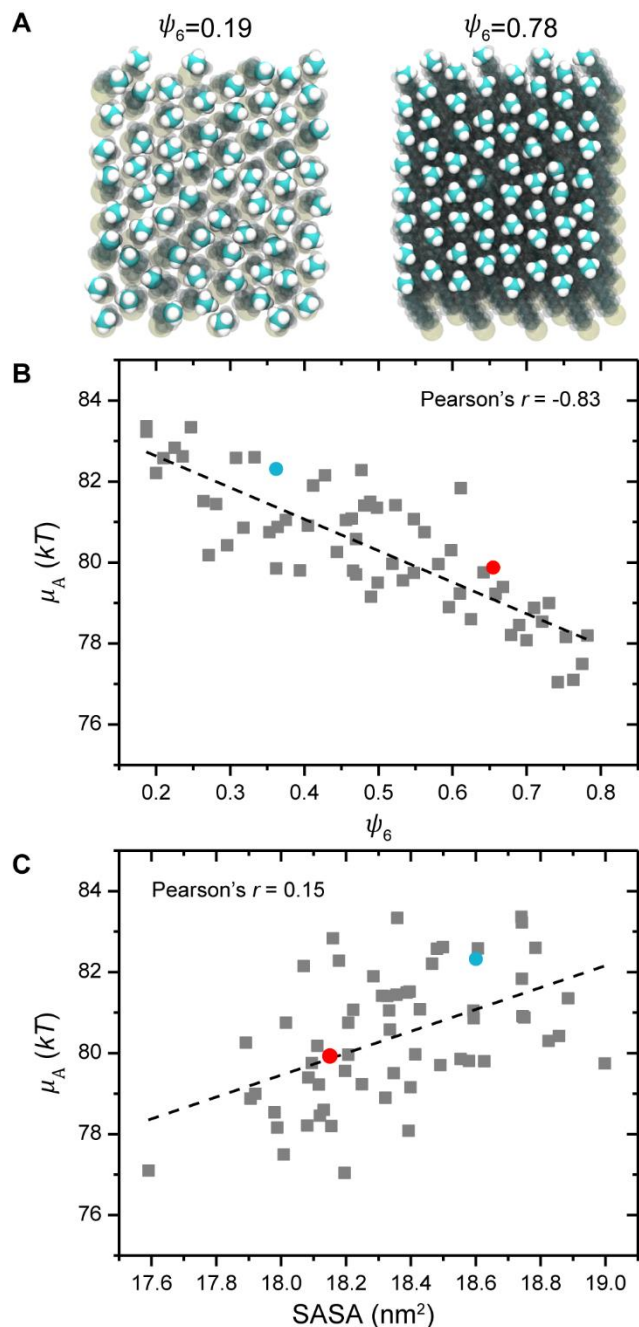 A
ψ6=0.19
ψ6=0.78
B
Pearson's r = -0.83
84
82
80
78
76
μA (kT)
0.2 0.3 0.4 0.5 0.6 0.7 0.8
ψ6
C
Pearson's r = 0.15
84
82
80
78
76
μA (kT)
17.6 17.8 18.0 18.2 18.4 18.6 18.8 19.0
SASA (nm²)